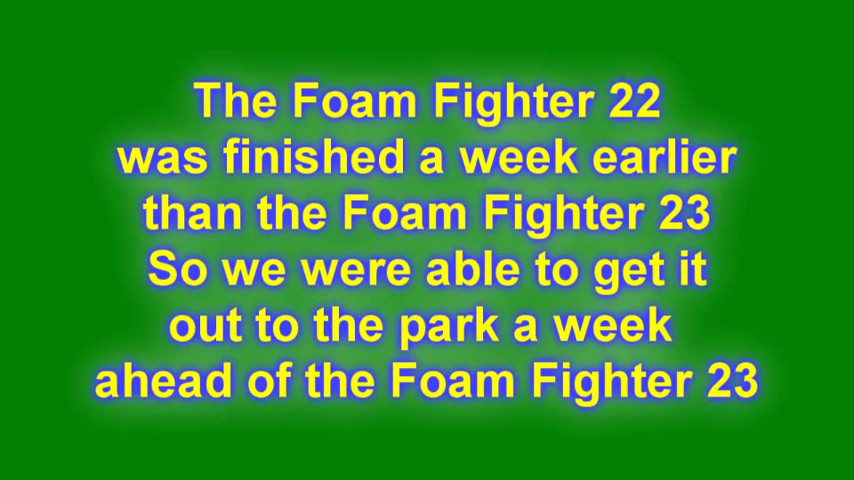 The Foam Fighter 22
was finished a week earlier
than the Foam Fighter 23
So we were able to get it
out to the park a week
ahead of the Foam Fighter 23